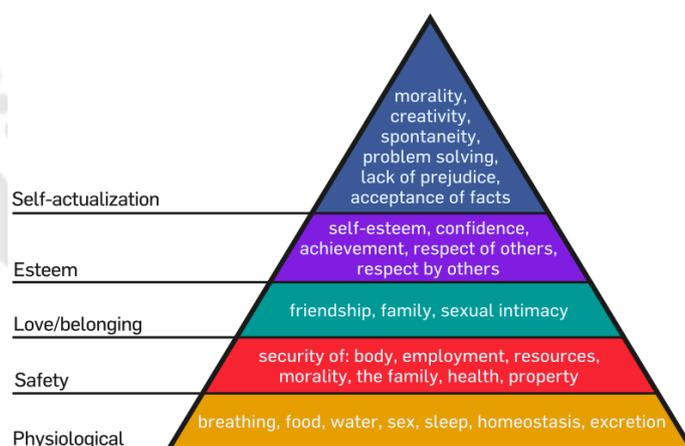 morality,
creativity,
spontaneity,
problem solving,
lack of prejudice,
acceptance of facts
Self-actualization
self-esteem, confidence,
achievement, respect of others,
respect by others
Esteem
friendship, family, sexual intimacy
Love/belonging
security of: body, employment, resources,
morality, the family, health, property
Safety
breathing, food, water, sex, sleep, homeostasis, excretion
Physiological